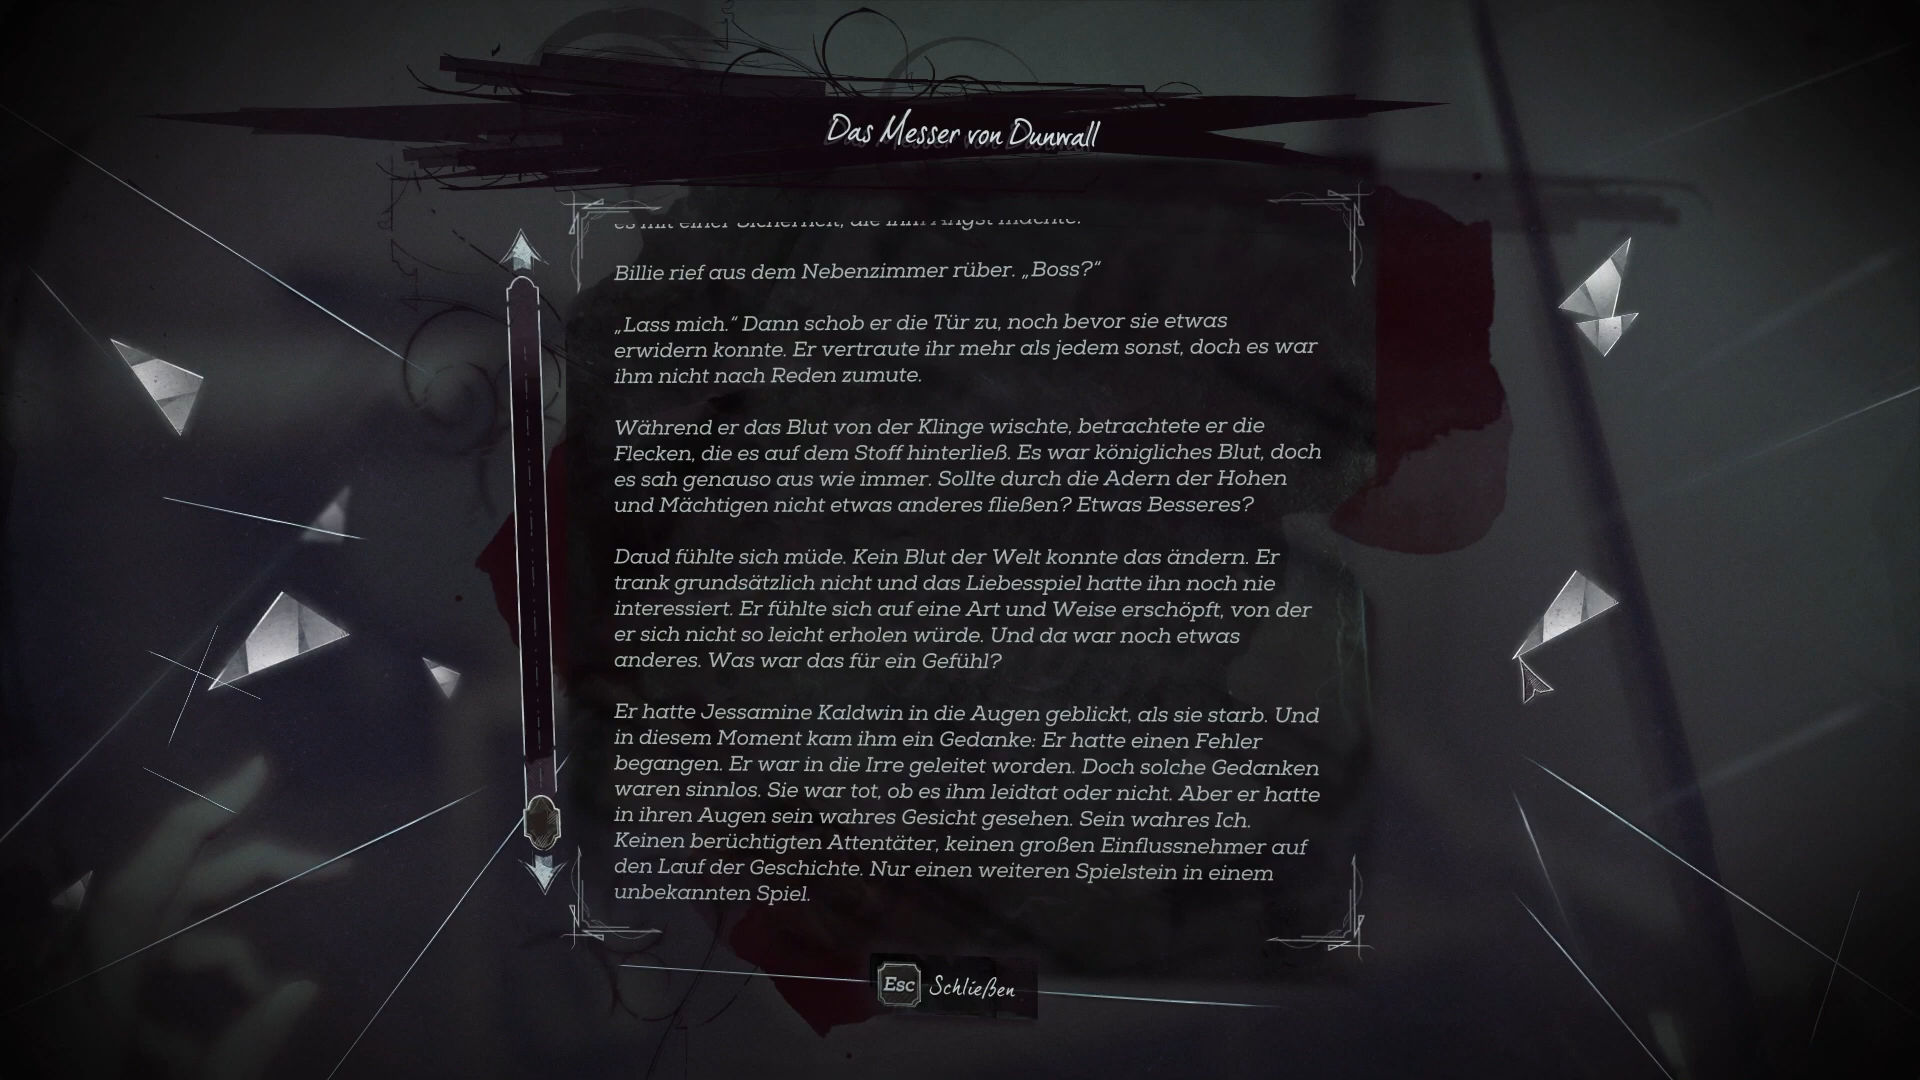 Das Messer von Dunwall
es mit einer Sicherheit, die ihm Angst machte.
Billie rief aus dem Nebenzimmer rüber. „Boss?“
„Lass mich.“ Dann schob er die Tür zu, noch bevor sie etwas
erwidern konnte. Er vertraute ihr mehr als jedem sonst, doch es war
ihm nicht nach Reden zumute.
Während er das Blut von der Klinge wischte, betrachtete er die
Flecken, die es auf dem Stoff hinterließ. Es war königliches Blut, doch
es sah genauso aus wie immer. Sollte durch die Adern der Hohen
und Mächtigen nicht etwas anderes fließen? Etwas Besseres?
Daud fühlte sich müde. Kein Blut der Welt konnte das ändern. Er
trank grundsätzlich nicht und das Liebesspiel hatte ihn noch nie
interessiert. Er fühlte sich auf eine Art und Weise erschöpft, von der
er sich nicht so leicht erholen würde. Und da war noch etwas
anderes. Was war das für ein Gefühl?
Er hatte Jessamine Kaldwin in die Augen geblickt, als sie starb. Und
in diesem Moment kam ihm ein Gedanke: Er hatte einen Fehler
begangen. Er war in die Irre geleitet worden. Doch solche Gedanken
waren sinnlos. Sie war tot, ob es ihm leidtat oder nicht. Aber er hatte
in ihren Augen sein wahres Gesicht gesehen. Sein wahres Ich.
Keinen berüchtigten Attentäter, keinen großen Einflussnehmer auf
den Lauf der Geschichte. Nur einen weiteren Spielstein in einem
unbekannten Spiel.
Esc Schließen